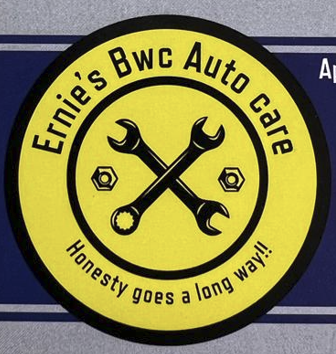 Ernie's Bwc Auto care
Honesty goes a long way!!